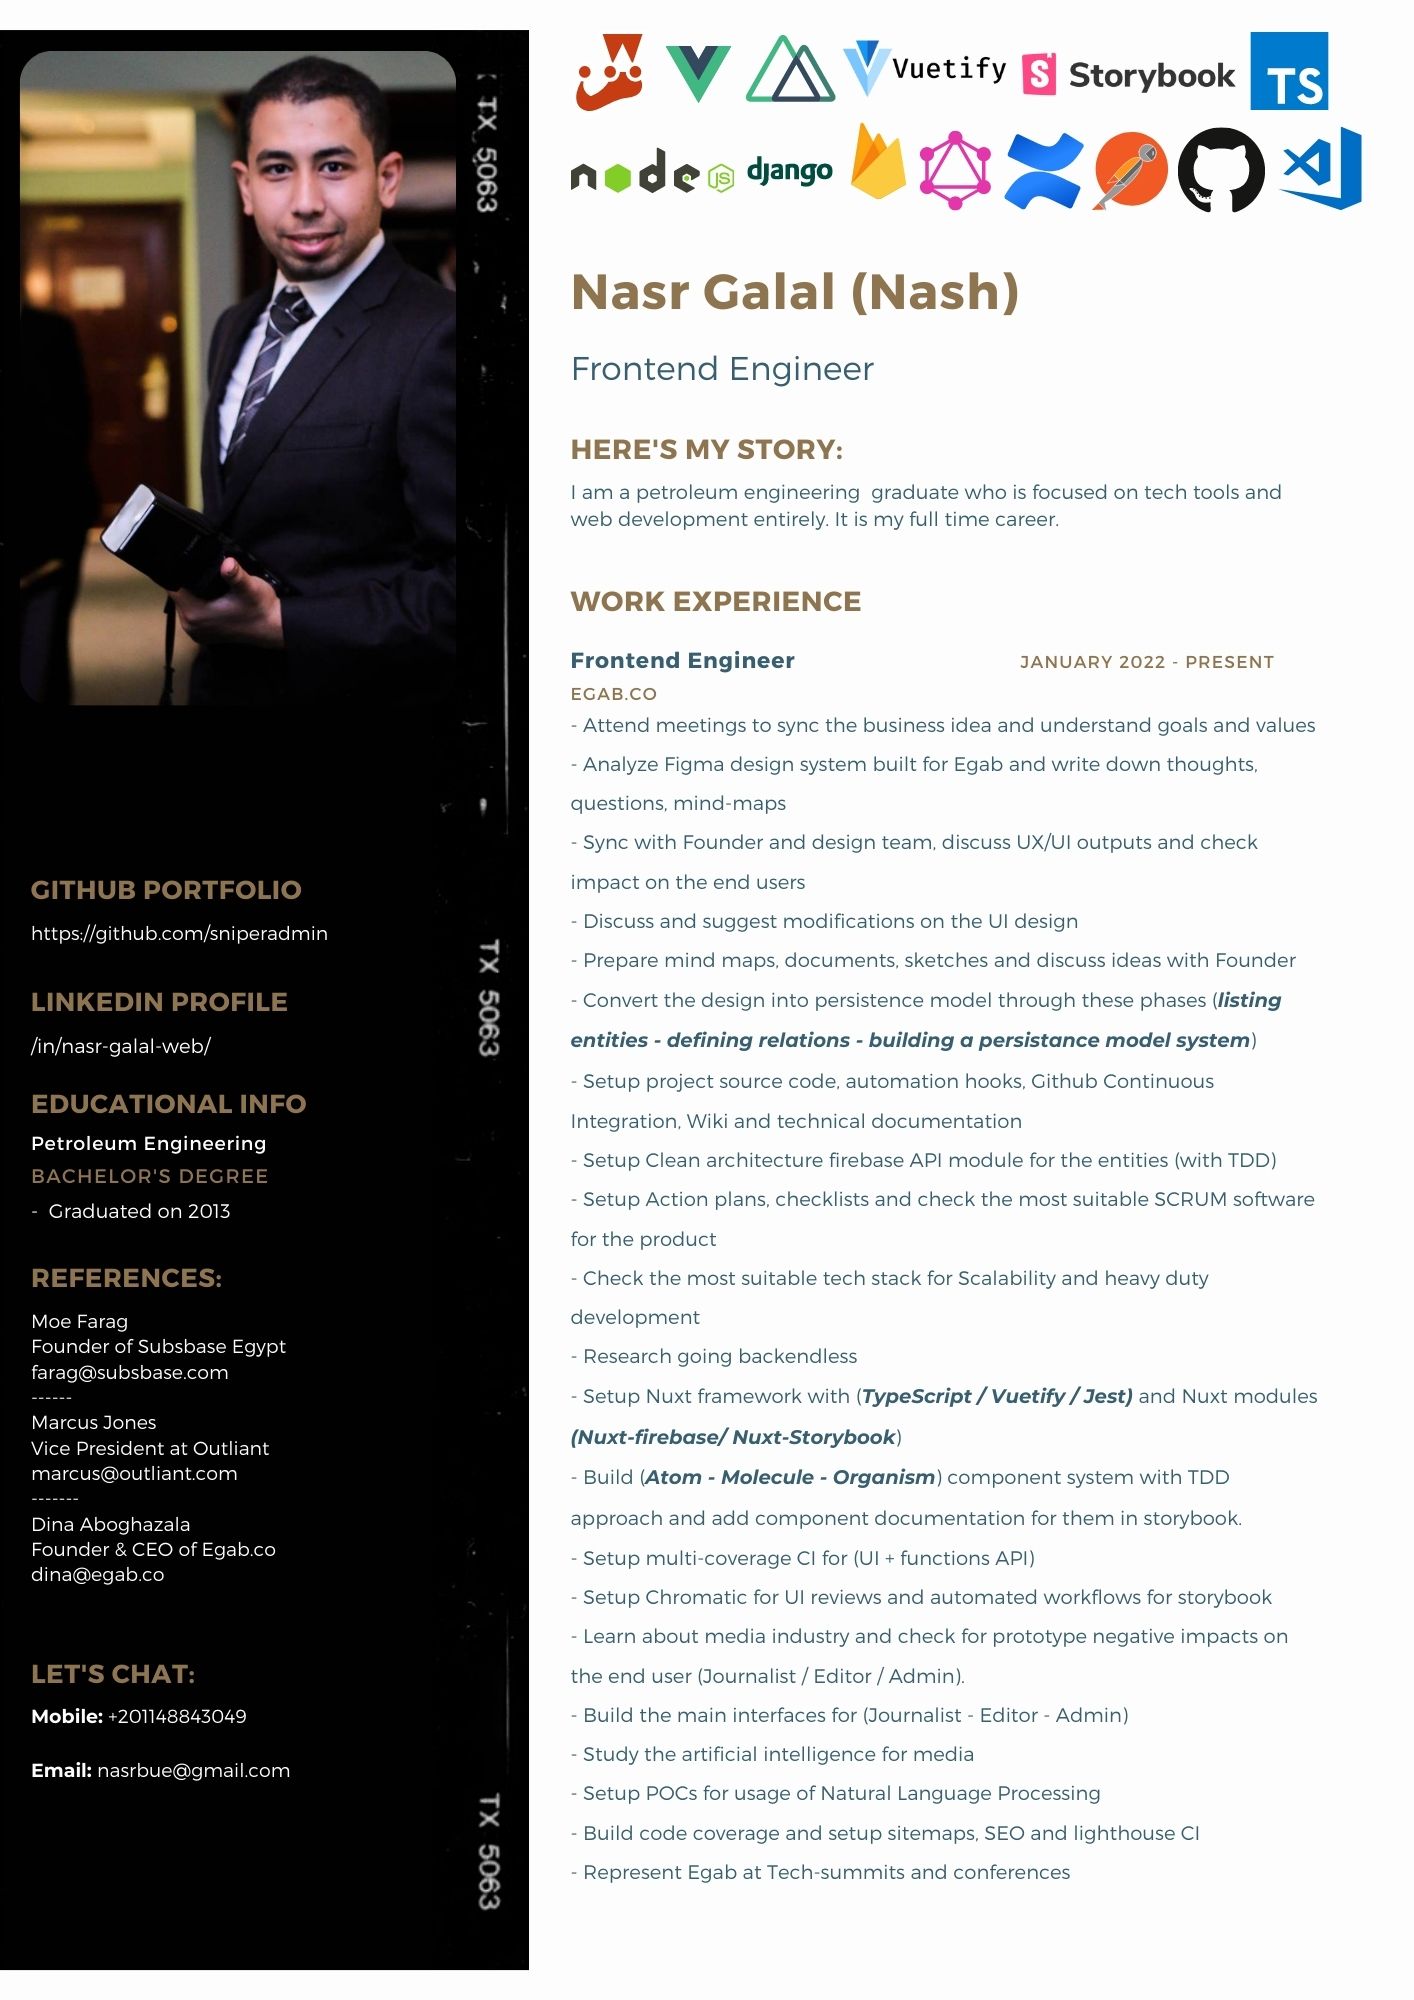 Vuetify
Storybook
TS
node
JS
django
TX 5063
Nasr Galal (Nash)
Frontend Engineer
HERE'S MY STORY:
I am a petroleum engineering  graduate who is focused on tech tools and
web development entirely. It is my full time career.
WORK EXPERIENCE
Frontend Engineer
JANUARY 2022 - PRESENT
EGAB.CO
- Attend meetings to sync the business idea and understand goals and values
- Analyze Figma design system built for Egab and write down thoughts,
questions, mind-maps
- Sync with Founder and design team, discuss UX/UI outputs and check
impact on the end users
- Discuss and suggest modifications on the UI design
- Prepare mind maps, documents, sketches and discuss ideas with Founder
- Convert the design into persistence model through these phases (listing
entities - defining relations - building a persistance model system)
- Setup project source code, automation hooks, Github Continuous
Integration, Wiki and technical documentation
- Setup Clean architecture firebase API module for the entities (with TDD)
- Setup Action plans, checklists and check the most suitable SCRUM software
for the product
- Check the most suitable tech stack for Scalability and heavy duty
development
- Research going backendless
- Setup Nuxt framework with (TypeScript / Vuetify / Jest) and Nuxt modules
(Nuxt-firebase/ Nuxt-Storybook)
- Build (Atom - Molecule - Organism) component system with TDD
approach and add component documentation for them in storybook.
- Setup multi-coverage CI for (UI + functions API)
- Setup Chromatic for UI reviews and automated workflows for storybook
- Learn about media industry and check for prototype negative impacts on
the end user (Journalist / Editor / Admin).
- Build the main interfaces for (Journalist - Editor - Admin)
- Study the artificial intelligence for media
- Setup POCs for usage of Natural Language Processing
- Build code coverage and setup sitemaps, SEO and lighthouse CI
- Represent Egab at Tech-summits and conferences
GITHUB PORTFOLIO
https://github.com/sniperadmin
LINKEDIN PROFILE
/in/nasr-galal-web/
TX 5063
EDUCATIONAL INFO
Petroleum Engineering
BACHELOR'S DEGREE
-  Graduated on 2013
REFERENCES:
Moe Farag
Founder of Subsbase Egypt
farag@subsbase.com
------
Marcus Jones
Vice President at Outliant
marcus@outliant.com
-------
Dina Aboghazala
Founder & CEO of Egab.co
dina@egab.co
LET'S CHAT:
Mobile: +201148843049
Email: nasrbue@gmail.com
TX 5063